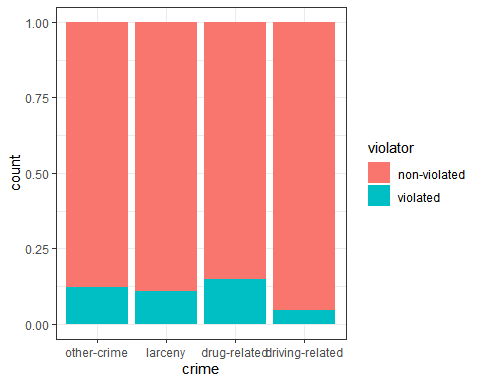 1.00
0.75
0.50
0.25
0.00
count
other-crime larceny drug-related driving-related
crime
violator
non-violated
violated